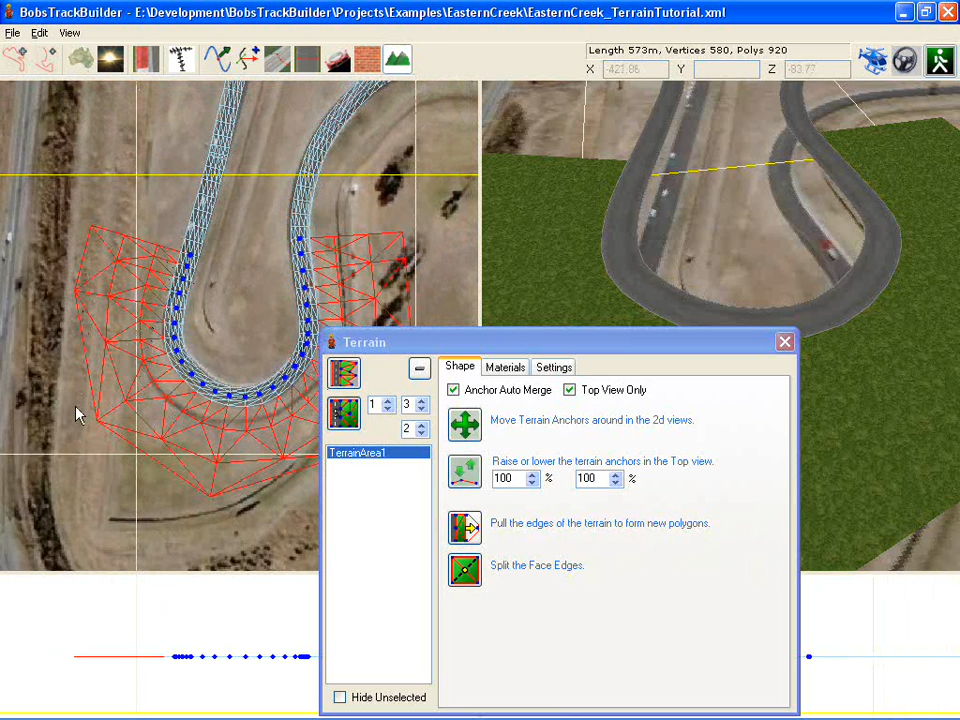 BobsTrackBuilder - E:\Development\BobsTrackBuilder\Projects\Examples\EasternCreek\EasternCreek_TerrainTutorial.xml
File Edit View
Length 573m, Vertices 580, Polys 920
X -421.86 Y Z -83.77
Terrain
Shape Materials Settings
Anchor Auto Merge Top View Only
1 3
2
Move Terrain Anchors around in the 2d views.
TerrainArea1
Raise or lower the terrain anchors in the Top view.
100 % 100 %
Pull the edges of the terrain to form new polygons.
Split the Face Edges.
Hide Unselected